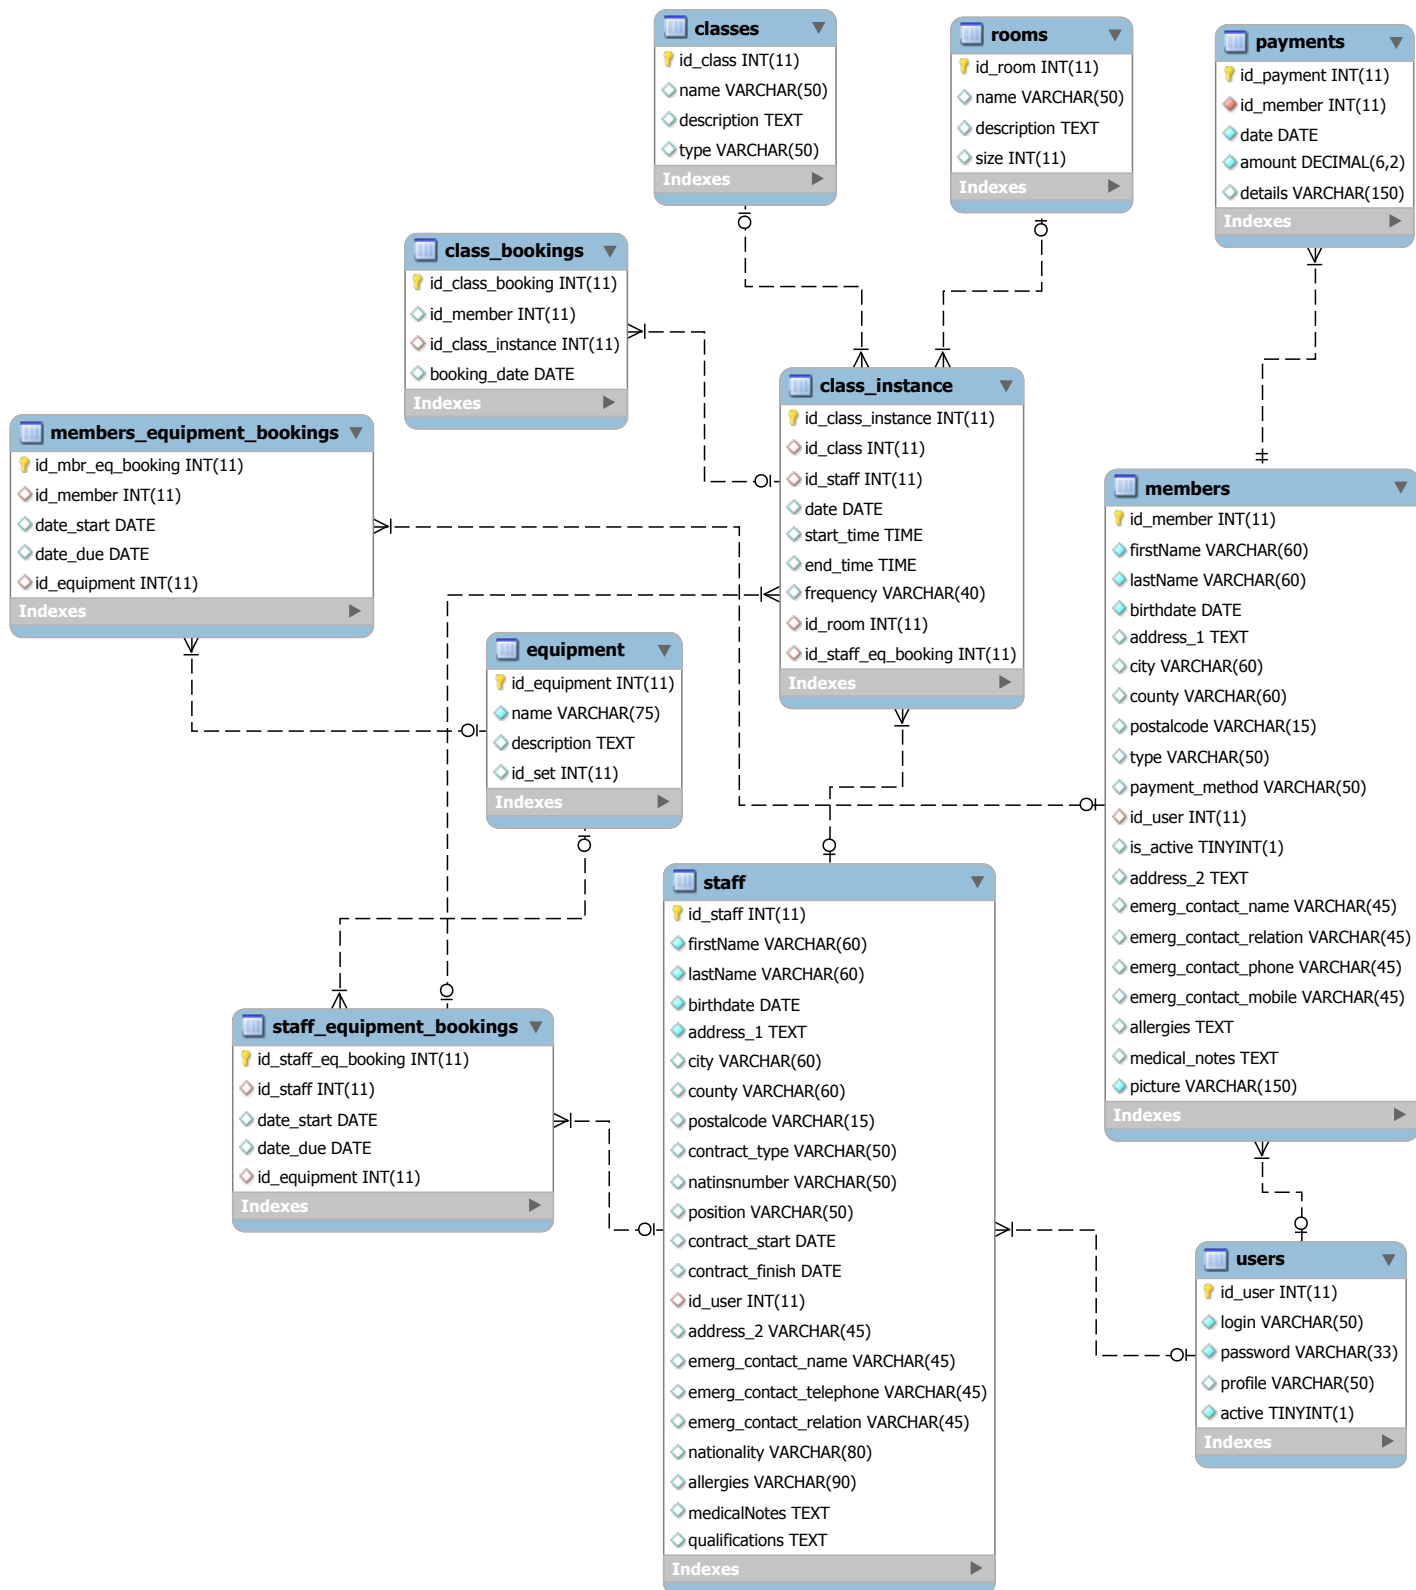 classes
id_class INT(11)
name VARCHAR(50)
description TEXT
type VARCHAR(50)
Indexes
rooms
id_room INT(11)
name VARCHAR(50)
description TEXT
size INT(11)
Indexes
payments
id_payment INT(11)
id_member INT(11)
date DATE
amount DECIMAL(6,2)
details VARCHAR(150)
Indexes
class_bookings
id_class_booking INT(11)
id_member INT(11)
id_class_instance INT(11)
booking_date DATE
Indexes
class_instance
id_class_instance INT(11)
id_class INT(11)
id_staff INT(11)
date DATE
start_time TIME
end_time TIME
frequency VARCHAR(40)
id_room INT(11)
id_staff_eq_booking INT(11)
Indexes
members_equipment_bookings
id_mbr_eq_booking INT(11)
id_member INT(11)
date_start DATE
date_due DATE
id_equipment INT(11)
Indexes
members
id_member INT(11)
firstName VARCHAR(60)
lastName VARCHAR(60)
birthdate DATE
address_1 TEXT
city VARCHAR(60)
county VARCHAR(60)
postalcode VARCHAR(15)
type VARCHAR(50)
payment_method VARCHAR(50)
id_user INT(11)
is_active TINYINT(1)
address_2 TEXT
emerg_contact_name VARCHAR(45)
emerg_contact_relation VARCHAR(45)
emerg_contact_phone VARCHAR(45)
emerg_contact_mobile VARCHAR(45)
allergies TEXT
medical_notes TEXT
picture VARCHAR(150)
Indexes
equipment
id_equipment INT(11)
name VARCHAR(75)
description TEXT
id_set INT(11)
Indexes
staff
id_staff INT(11)
firstName VARCHAR(60)
lastName VARCHAR(60)
birthdate DATE
address_1 TEXT
city VARCHAR(60)
county VARCHAR(60)
postalcode VARCHAR(15)
contract_type VARCHAR(50)
natinsnumber VARCHAR(50)
position VARCHAR(50)
contract_start DATE
contract_finish DATE
id_user INT(11)
address_2 VARCHAR(45)
emerg_contact_name VARCHAR(45)
emerg_contact_telephone VARCHAR(45)
emerg_contact_relation VARCHAR(45)
nationality VARCHAR(80)
allergies VARCHAR(90)
medicalNotes TEXT
qualifications TEXT
Indexes
staff_equipment_bookings
id_staff_eq_booking INT(11)
id_staff INT(11)
date_start DATE
date_due DATE
id_equipment INT(11)
Indexes
users
id_user INT(11)
login VARCHAR(50)
password VARCHAR(33)
profile VARCHAR(50)
active TINYINT(1)
Indexes